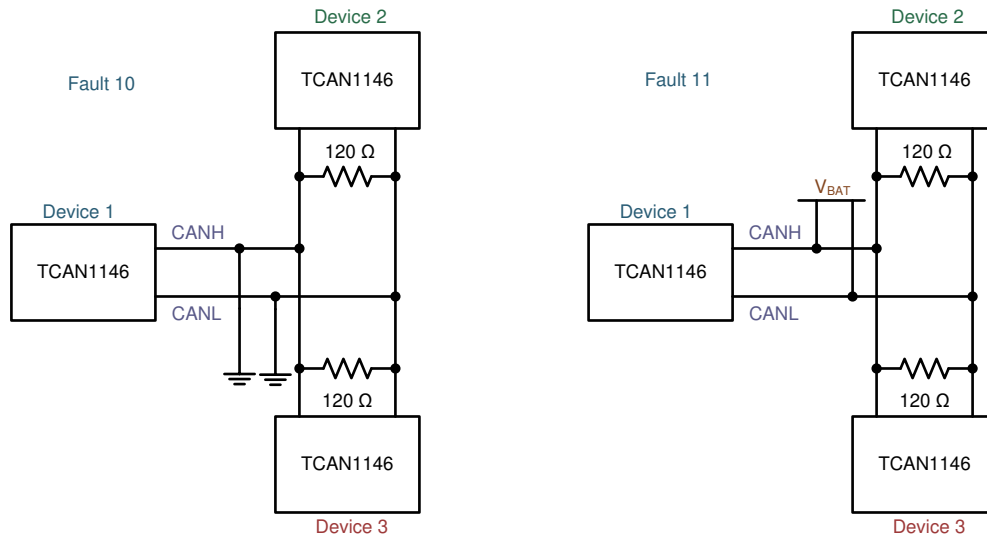 Device 2
Fault 10
TCAN1146
120 Ω
Device 1
CANH
TCAN1146
CANL
120 Ω
TCAN1146
Device 3
Device 2
Fault 11
TCAN1146
120 Ω
VBAT
Device 1
CANH
TCAN1146
CANL
120 Ω
TCAN1146
Device 3